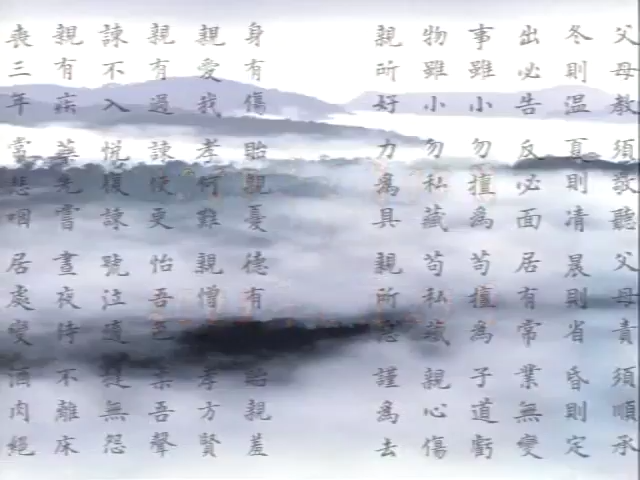 父母教須敬聽父母責須順承
冬則温夏則凊晨則省昏則定
出必告反必面居有常業無變
事雖小勿擅為苟擅為子道虧
物雖小勿私藏苟私藏親心傷
親所好力為具親所惡謹為去
身有傷貽親憂德有傷貽親羞
親愛我孝何難親憎我孝方賢
親有過諫使更怡吾色柔吾聲
諫不入悅復諫號泣隨撻無怨
親有疾藥先嘗晝夜侍不離床
喪三年常悲咽居處變酒肉絕